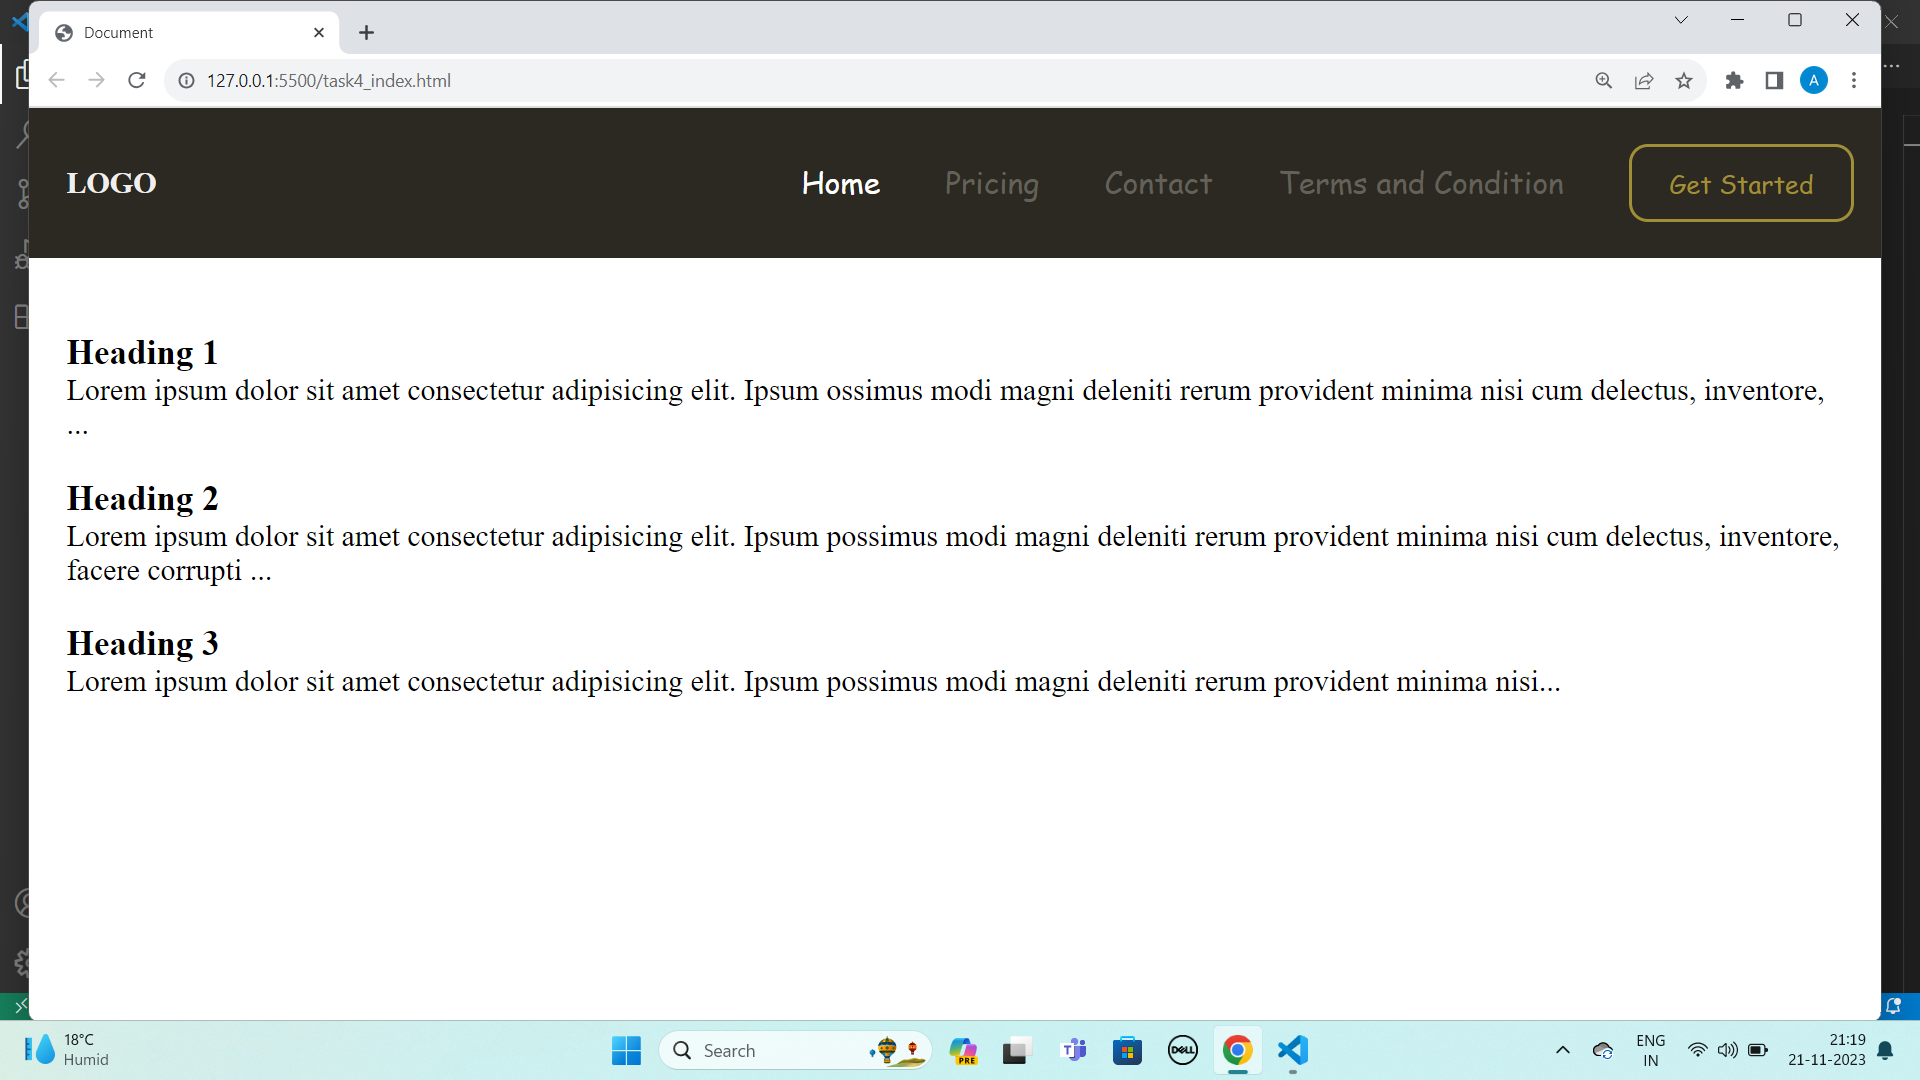 Document
127.0.0.1:5500/task4_index.html
A
LOGO
Home
Pricing
Contact
Terms and Condition
Get Started
Heading 1
Lorem ipsum dolor sit amet consectetur adipisicing elit. Ipsum ossimus modi magni deleniti rerum provident minima nisi cum delectus, inventore,
...
Heading 2
Lorem ipsum dolor sit amet consectetur adipisicing elit. Ipsum possimus modi magni deleniti rerum provident minima nisi cum delectus, inventore,
facere corrupti ...
Heading 3
Lorem ipsum dolor sit amet consectetur adipisicing elit. Ipsum possimus modi magni deleniti rerum provident minima nisi...
18°C
Humid
Search
PRE
DELL
ENG
IN
21:19
21-11-2023